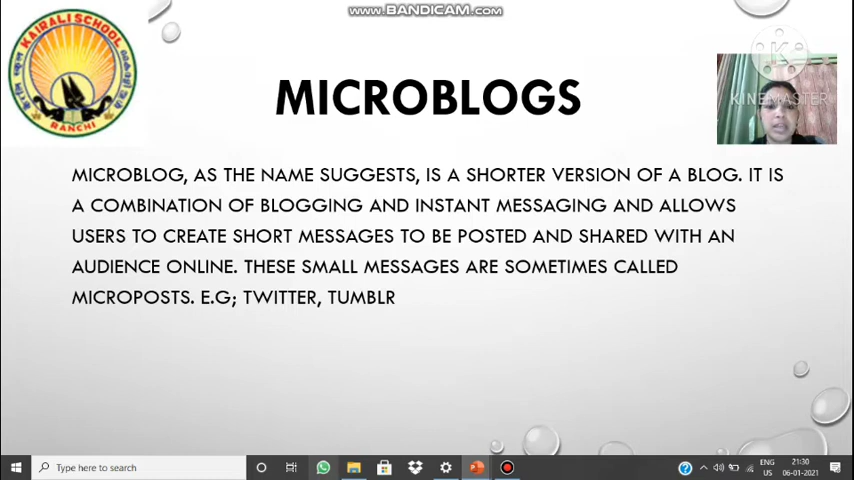 WWW.BANDICAM.COM
KAIRALI SCHOOL
RANCHI
KINEMASTER
MICROBLOGS
MICROBLOG, AS THE NAME SUGGESTS, IS A SHORTER VERSION OF A BLOG. IT IS
A COMBINATION OF BLOGGING AND INSTANT MESSAGING AND ALLOWS
USERS TO CREATE SHORT MESSAGES TO BE POSTED AND SHARED WITH AN
AUDIENCE ONLINE. THESE SMALL MESSAGES ARE SOMETIMES CALLED
MICROPOSTS. E.G; TWITTER, TUMBLR
Type here to search
ENG
US
21:30
06-01-2021